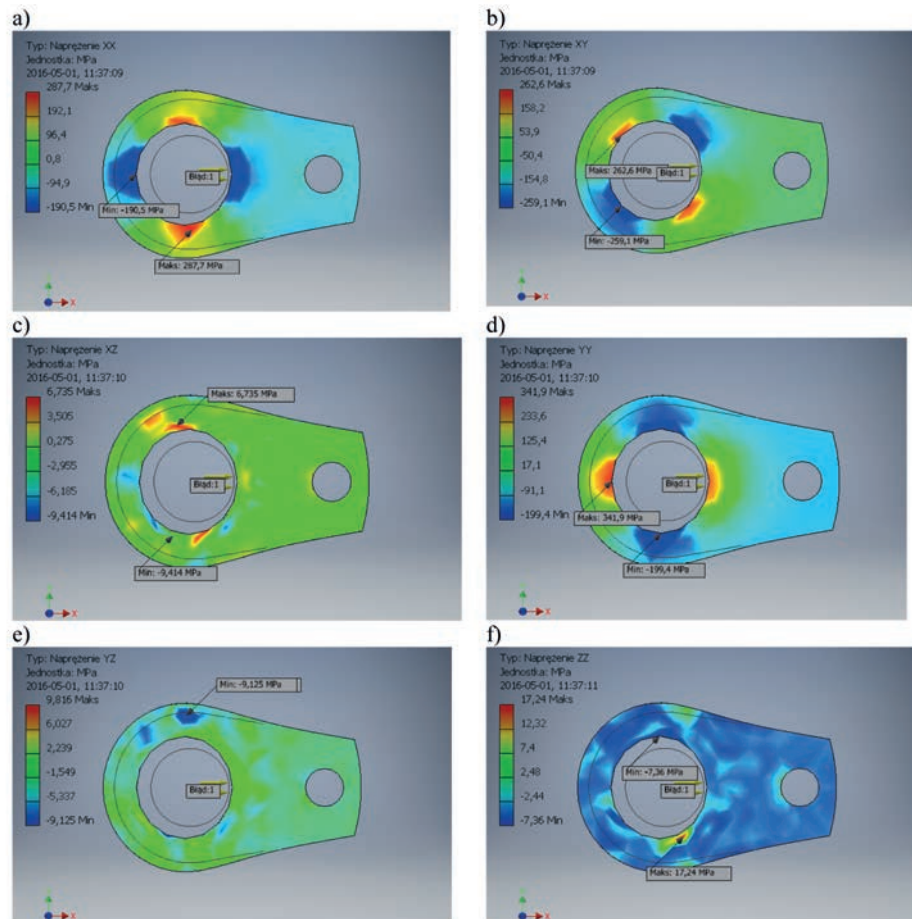 a)
Typ: Naprężenie XX
Jednostka: MPa
2016-05-01, 11:37:09
287,7 Maks
192,1
96,4
0,8
-94,9
-190,5 Min
Błąd:1
Min: -190,5 MPa
Maks: 287,7 MPa
Y
X
b)
Typ: Naprężenie XY
Jednostka: MPa
2016-05-01, 11:37:09
262,6 Maks
158,2
53,9
-50,4
-154,8
-259,1 Min
Maks: 262,6 MPa
Błąd:1
Min: -259,1 MPa
Y
X
c)
Typ: Naprężenie XZ
Jednostka: MPa
2016-05-01, 11:37:10
6,735 Maks
3,505
0,275
-2,955
-6,185
-9,414 Min
Maks: 6,735 MPa
Błąd:1
Min: -9,414 MPa
Y
X
d)
Typ: Naprężenie YY
Jednostka: MPa
2016-05-01, 11:37:10
341,9 Maks
233,6
125,4
17,1
-91,1
-199,4 Min
Błąd:1
Maks: 341,9 MPa
Min: -199,4 MPa
Y
X
e)
Typ: Naprężenie YZ
Jednostka: MPa
2016-05-01, 11:37:10
9,816 Maks
6,027
2,239
-1,549
-5,337
-9,125 Min
Min: -9,125 MPa
Błąd:1
Y
X
f)
Typ: Naprężenie ZZ
Jednostka: MPa
2016-05-01, 11:37:11
17,24 Maks
12,32
7,4
2,48
-2,44
-7,36 Min
Min: -7,36 MPa
Błąd:1
Maks: 17,24 MPa
Y
X